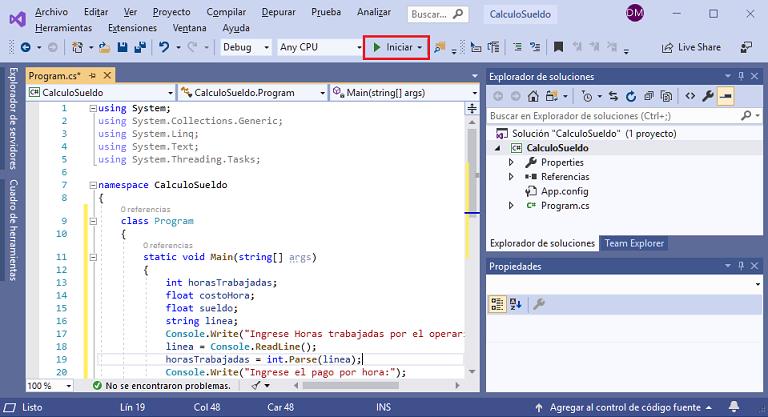 Archivo Editar Ver Proyecto Compilar Depurar Prueba Analizar Buscar... CalculoSueldo DM
Herramientas Extensiones Ventana Ayuda
Debug Any CPU Iniciar Live Share
Explorador de servidores
Cuadro de herramientas
Program.cs*
CalculoSueldo CalculoSueldo.Program Main(string[] args)
1 using System;
2 using System.Collections.Generic;
3 using System.Linq;
4 using System.Text;
5 using System.Threading.Tasks;
6
7 namespace CalculoSueldo
8 {
0 referencias
9 class Program
10 {
0 referencias
11 static void Main(string[] args)
12 {
13 int horasTrabajadas;
14 float costoHora;
15 float sueldo;
16 string linea;
17 Console.Write("Ingrese Horas trabajadas por el operari
18 linea = Console.ReadLine();
19 horasTrabajadas = int.Parse(linea);
20 Console.Write("Ingrese el pago por hora:");
100 % No se encontraron problemas.
Explorador de soluciones
Buscar en Explorador de soluciones (Ctrl+;)
Solución "CalculoSueldo" (1 proyecto)
CalculoSueldo
Properties
Referencias
App.config
C# Program.cs
Explorador de soluciones Team Explorer
Propiedades
Listo Lín 19 Col 48 Car 48 INS Agregar al control de código fuente